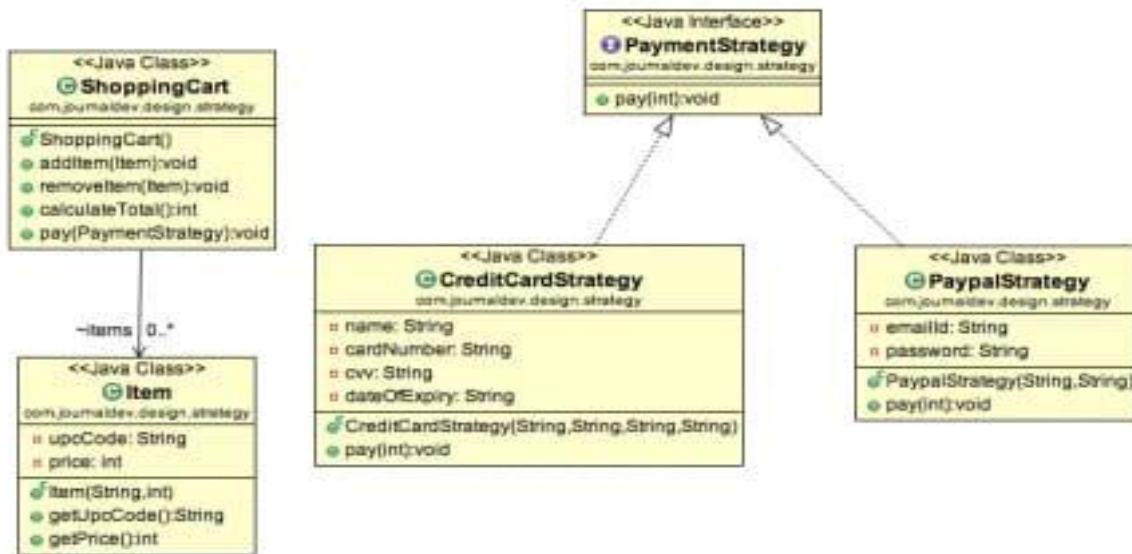 <<Java Class>>
ShoppingCart
com.journaldev.design.strategy
ShoppingCart()
addItem(Item):void
removeItem(Item):void
calculateTotal():int
pay(PaymentStrategy):void
~items 0..*
<<Java Class>>
Item
com.journaldev.design.strategy
upcCode: String
price: int
Item(String,int)
getUpcCode():String
getPrice():int
<<Java Interface>>
PaymentStrategy
com.journaldev.design.strategy
pay(int):void
<<Java Class>>
CreditCardStrategy
com.journaldev.design.strategy
name: String
cardNumber: String
cvv: String
dateOfExpiry: String
CreditCardStrategy(String,String,String,String)
pay(int):void
<<Java Class>>
PaypalStrategy
com.journaldev.design.strategy
emailId: String
password: String
PaypalStrategy(String,String)
pay(int):void